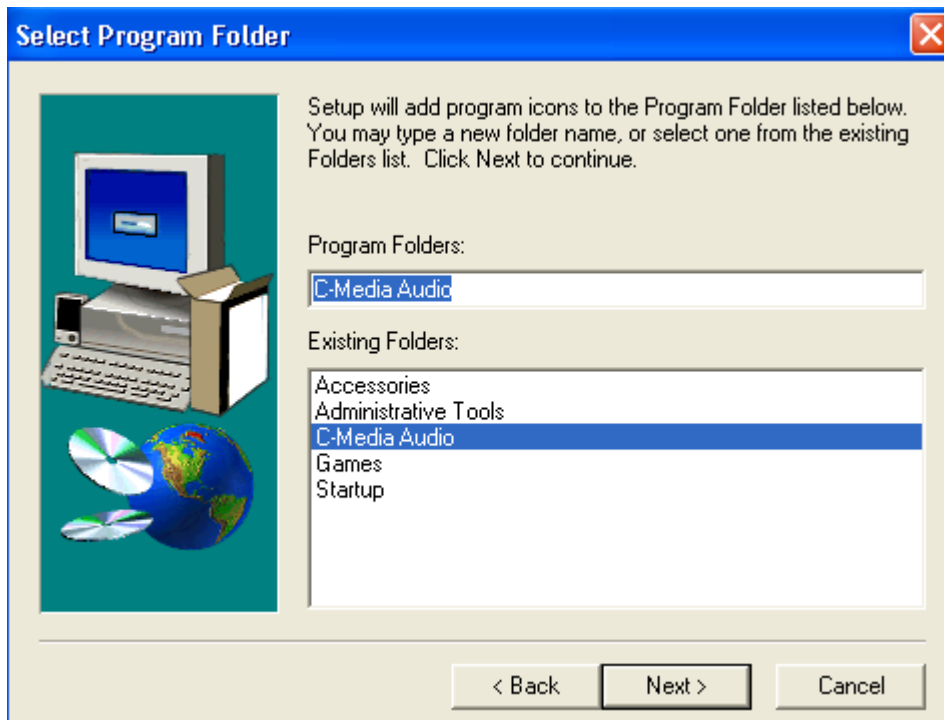 Select Program Folder
Setup will add program icons to the Program Folder listed below.
You may type a new folder name, or select one from the existing
Folders list.  Click Next to continue.
Program Folders:
C-Media Audio
Existing Folders:
Accessories
Administrative Tools
C-Media Audio
Games
Startup
< Back
Next >
Cancel